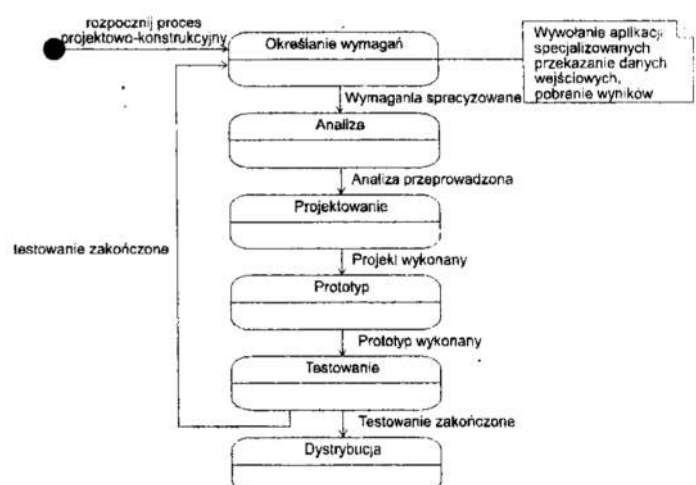 rozpocznij proces
projektowo-konstrukcyjny
Określanie wymagań
Wywołanie aplikacji
specjalizowanych
przekazanie danych
wejściowych,
pobranie wyników
Wymagania sprecyzowane
Analiza
Analiza przeprowadzona
Projektowanie
testowanie zakończone
Projekt wykonany
Prototyp
Prototyp wykonany
Testowanie
Testowanie zakończone
Dystrybucja